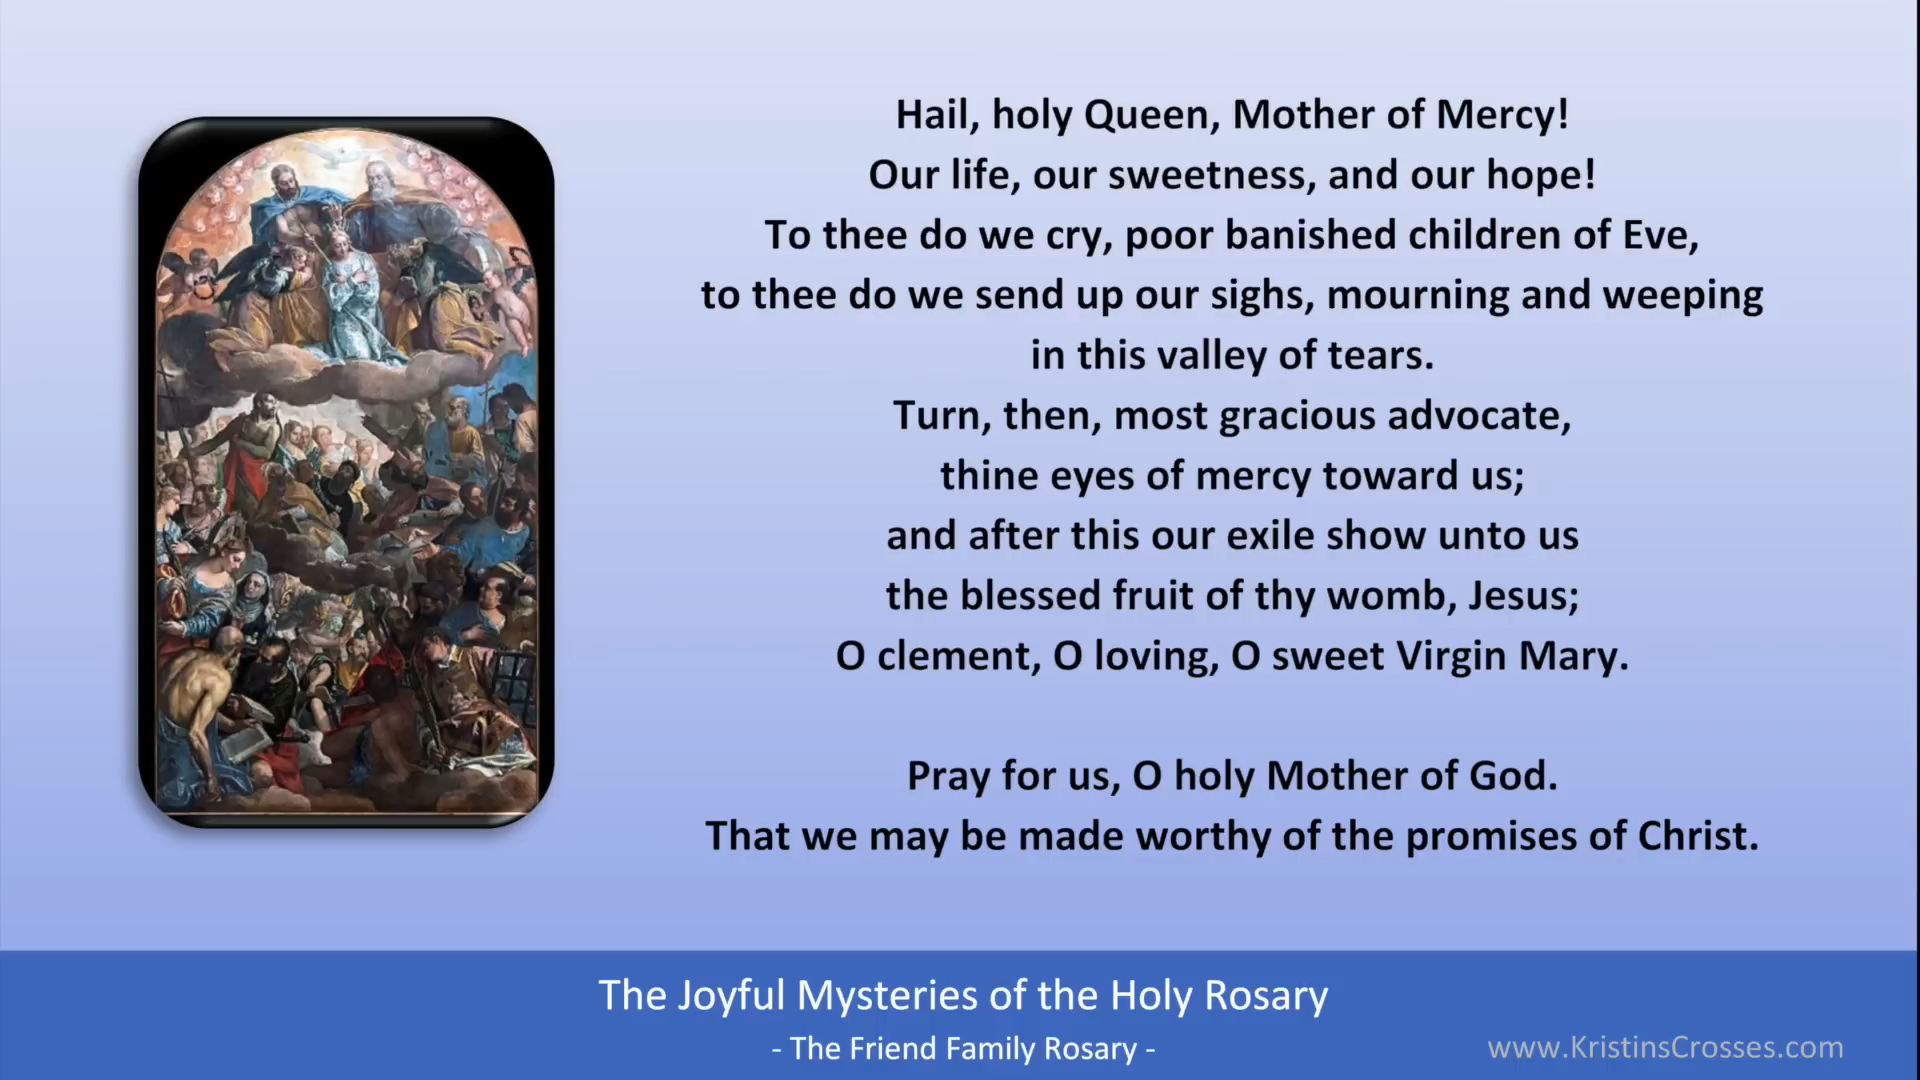 Hail, holy Queen, Mother of Mercy!
Our life, our sweetness, and our hope!
To thee do we cry, poor banished children of Eve,
to thee do we send up our sighs, mourning and weeping
in this valley of tears.
Turn, then, most gracious advocate,
thine eyes of mercy toward us;
and after this our exile show unto us
the blessed fruit of thy womb, Jesus;
O clement, O loving, O sweet Virgin Mary.
Pray for us, O holy Mother of God.
That we may be made worthy of the promises of Christ.
The Joyful Mysteries of the Holy Rosary
- The Friend Family Rosary -
www.KristinsCrosses.com